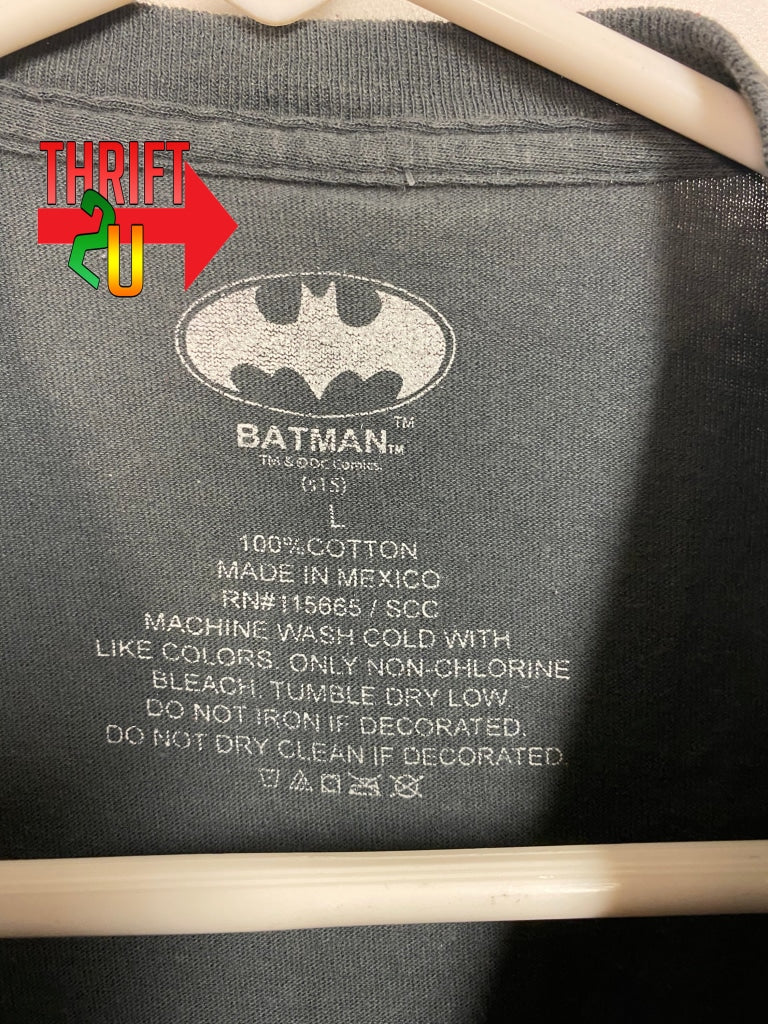 THRIFT
2U
BATMAN™ ™
TM & © DC Comics.
(s15)
L
100% COTTON
MADE IN MEXICO
RN#115665 / SCC
MACHINE WASH COLD WITH
LIKE COLORS. ONLY NON-CHLORINE
BLEACH. TUMBLE DRY LOW.
DO NOT IRON IF DECORATED.
DO NOT DRY CLEAN IF DECORATED.